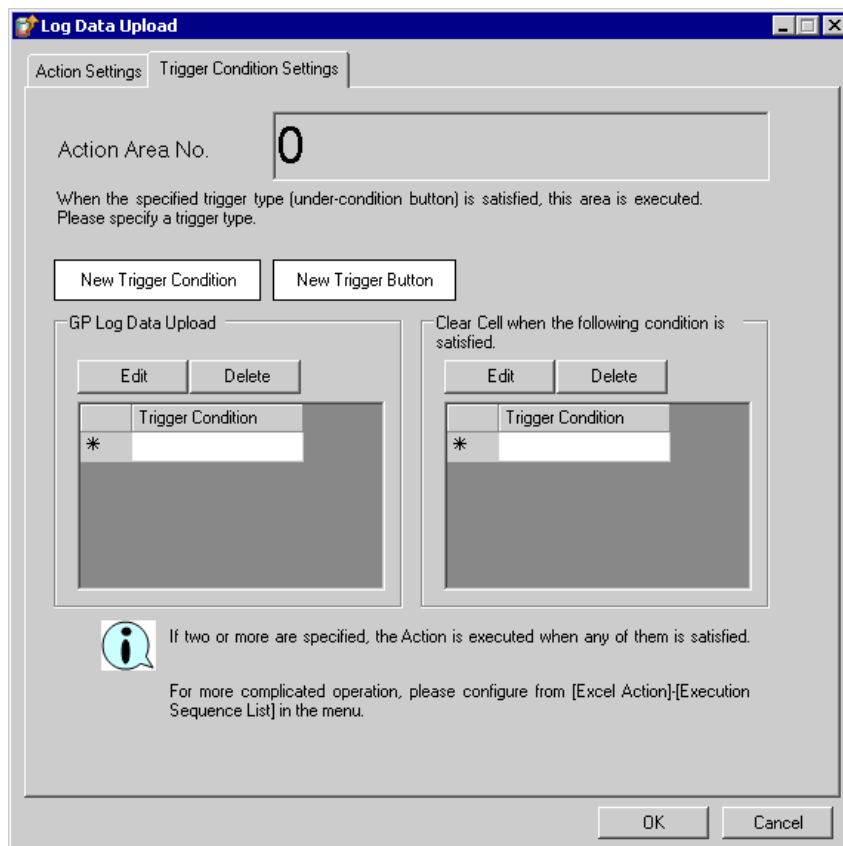 Log Data Upload
Action Settings
Trigger Condition Settings
Action Area No.
0
When the specified trigger type (under-condition button) is satisfied, this area is executed.
Please specify a trigger type.
New Trigger Condition
New Trigger Button
GP Log Data Upload
Edit
Delete
Trigger Condition
*
Clear Cell when the following condition is
satisfied.
Edit
Delete
Trigger Condition
*
If two or more are specified, the Action is executed when any of them is satisfied.
For more complicated operation, please configure from [Excel Action]-[Execution
Sequence List] in the menu.
OK
Cancel